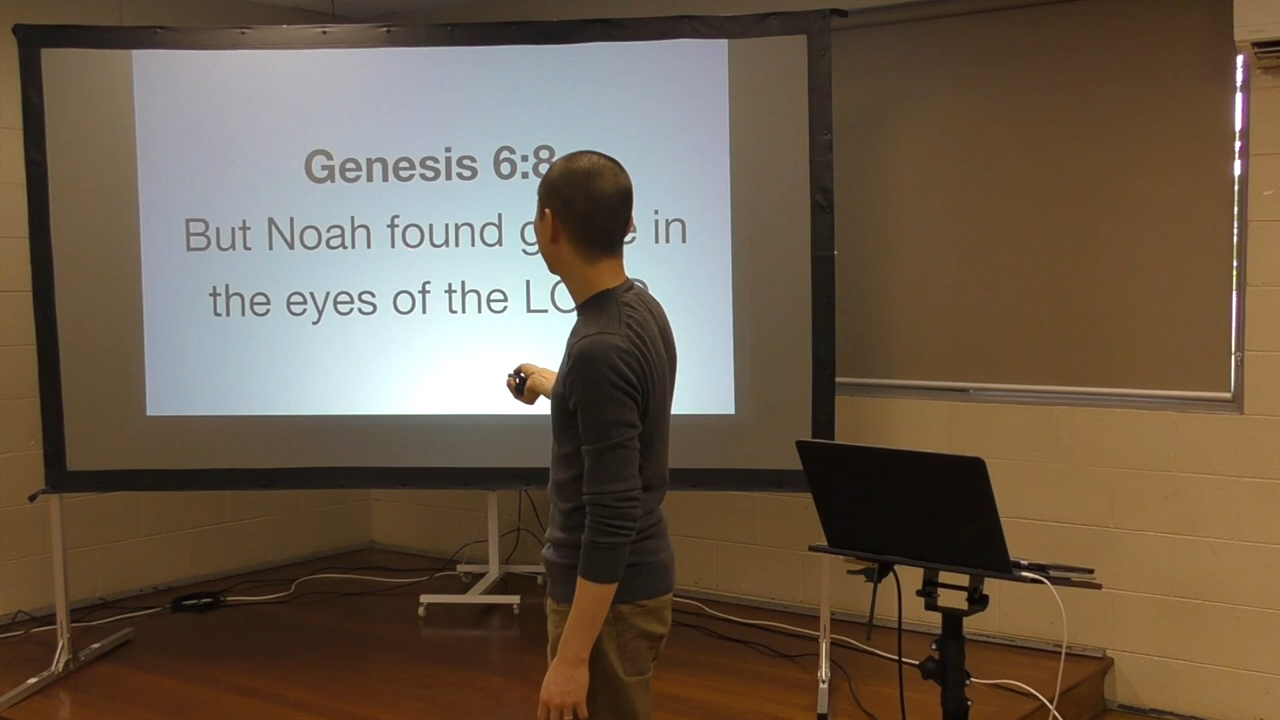 Genesis 6:8
But Noah found in
the eyes of the